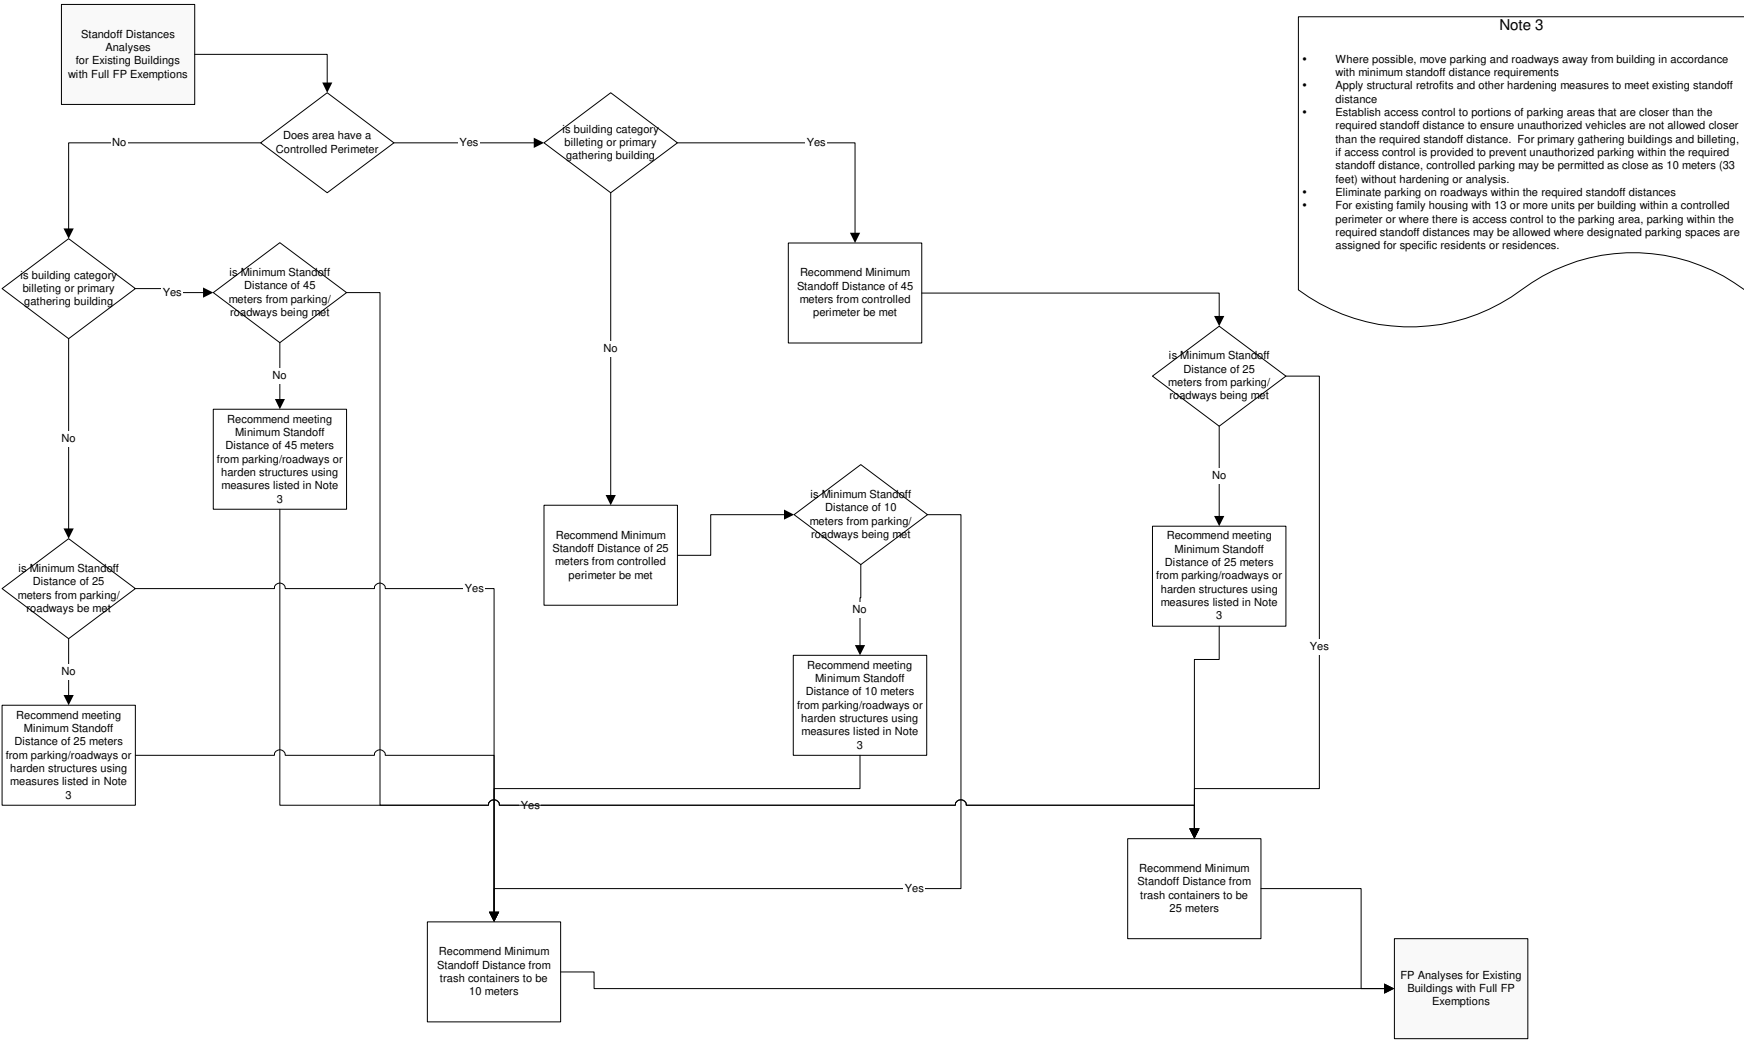 Standoff Distances
Analyses
for Existing Buildings
with Full FP Exemptions
Note 3
• Where possible, move parking and roadways away from building in accordance
with minimum standoff distance requirements
• Apply structural retrofits and other hardening measures to meet existing standoff
distance
• Establish access control to portions of parking areas that are closer than the
required standoff distance to ensure unauthorized vehicles are not allowed closer
than the required standoff distance. For primary gathering buildings and billeting,
if access control is provided to prevent unauthorized parking within the required
standoff distance, controlled parking may be permitted as close as 10 meters (33
feet) without hardening or analysis.
• Eliminate parking on roadways within the required standoff distances
• For existing family housing with 13 or more units per building within a controlled
perimeter or where there is access control to the parking area, parking within the
required standoff distances may be allowed where designated parking spaces are
assigned for specific residents or residences.
No
Does area have a
Controlled Perimeter
Yes
is building category
billeting or primary
gathering building
Yes
is building category
billeting or primary
gathering building
Yes
is Minimum Standoff
Distance of 45
meters from parking/
roadways being met
Recommend Minimum
Standoff Distance of 45
meters from controlled
perimeter be met
No
is Minimum Standoff
Distance of 25
meters from parking/
roadways being met
No
Recommend meeting
Minimum Standoff
Distance of 45 meters
from parking/roadways or
harden structures using
measures listed in Note
3
No
No
is Minimum Standoff
Distance of 10
meters from parking/
roadways being met
Recommend Minimum
Standoff Distance of 25
meters from controlled
perimeter be met
Recommend meeting
Minimum Standoff
Distance of 25 meters
from parking/roadways or
harden structures using
measures listed in Note
3
is Minimum Standoff
Distance of 25
meters from parking/
roadways be met
Yes
No
Yes
No
Recommend meeting
Minimum Standoff
Distance of 10 meters
from parking/roadways or
harden structures using
measures listed in Note
3
Recommend meeting
Minimum Standoff
Distance of 25 meters
from parking/roadways or
harden structures using
measures listed in Note
3
Yes
Yes
Recommend Minimum
Standoff Distance from
trash containers to be
25 meters
Recommend Minimum
Standoff Distance from
trash containers to be
10 meters
FP Analyses for Existing
Buildings with Full FP
Exemptions